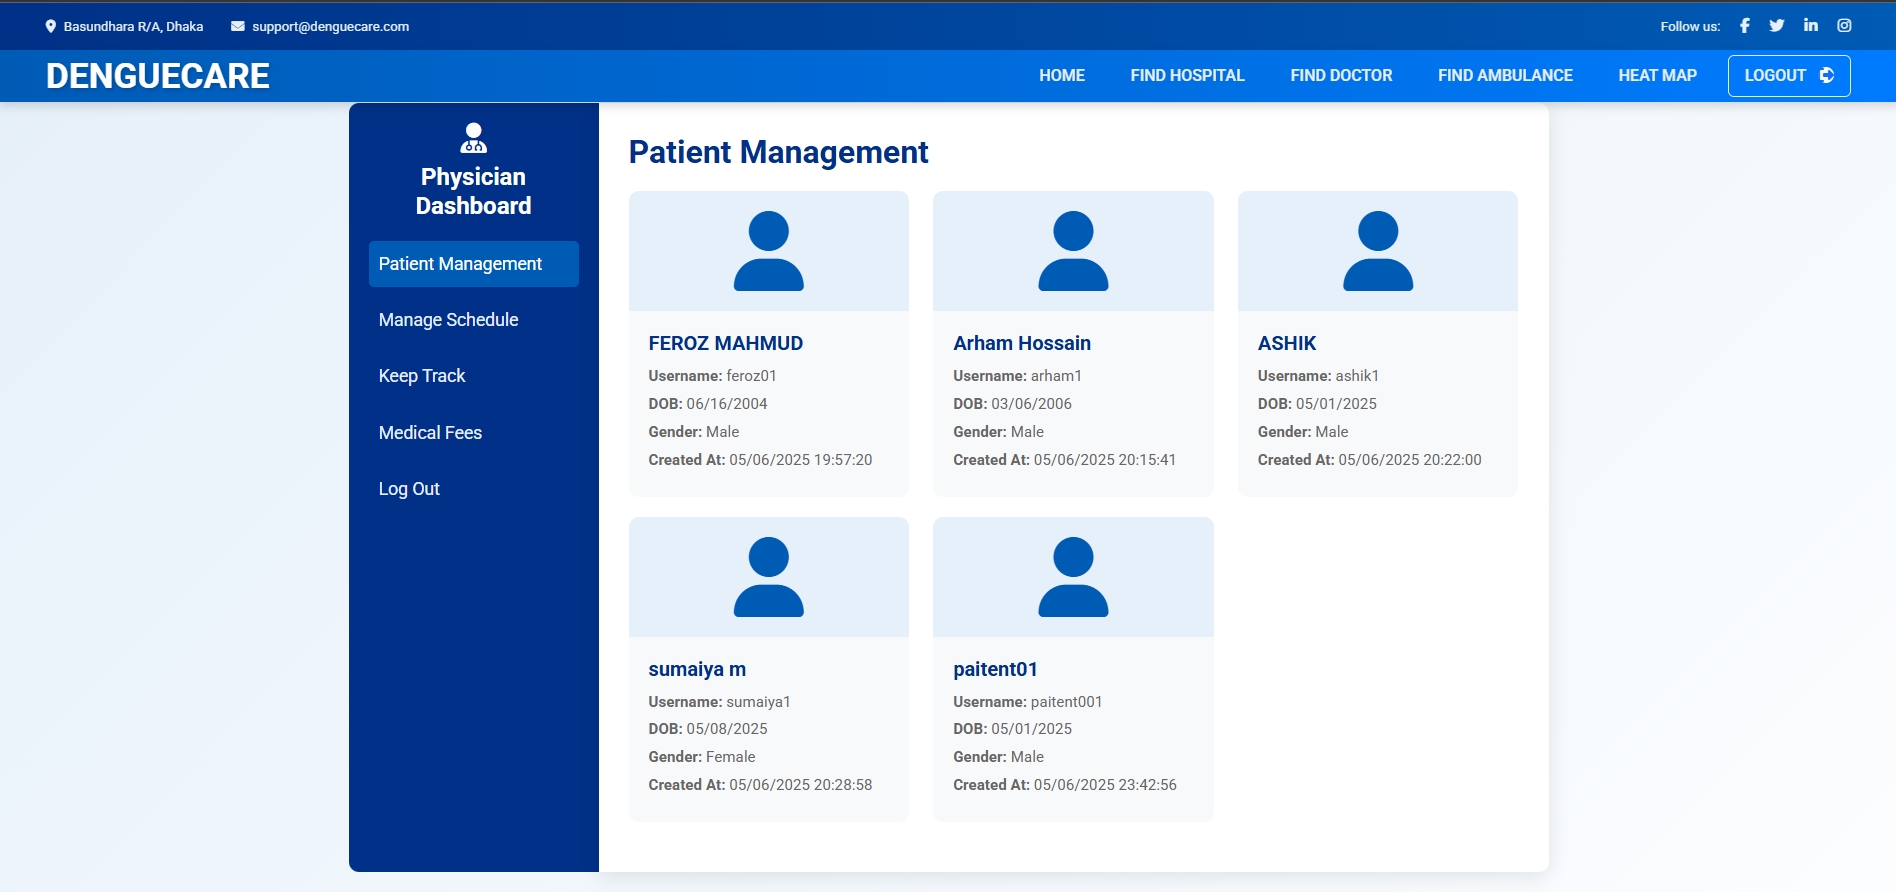 Basundhara R/A, Dhaka support@denguecare.com Follow us:
DENGUECARE HOME FIND HOSPITAL FIND DOCTOR FIND AMBULANCE HEAT MAP LOGOUT
Physician
Dashboard
Patient Management
Manage Schedule
Keep Track
Medical Fees
Log Out
Patient Management
FEROZ MAHMUD
Username: feroz01
DOB: 06/16/2004
Gender: Male
Created At: 05/06/2025 19:57:20
Arham Hossain
Username: arham1
DOB: 03/06/2006
Gender: Male
Created At: 05/06/2025 20:15:41
ASHIK
Username: ashik1
DOB: 05/01/2025
Gender: Male
Created At: 05/06/2025 20:22:00
sumaiya m
Username: sumaiya1
DOB: 05/08/2025
Gender: Female
Created At: 05/06/2025 20:28:58
paitent01
Username: paitent001
DOB: 05/01/2025
Gender: Male
Created At: 05/06/2025 23:42:56